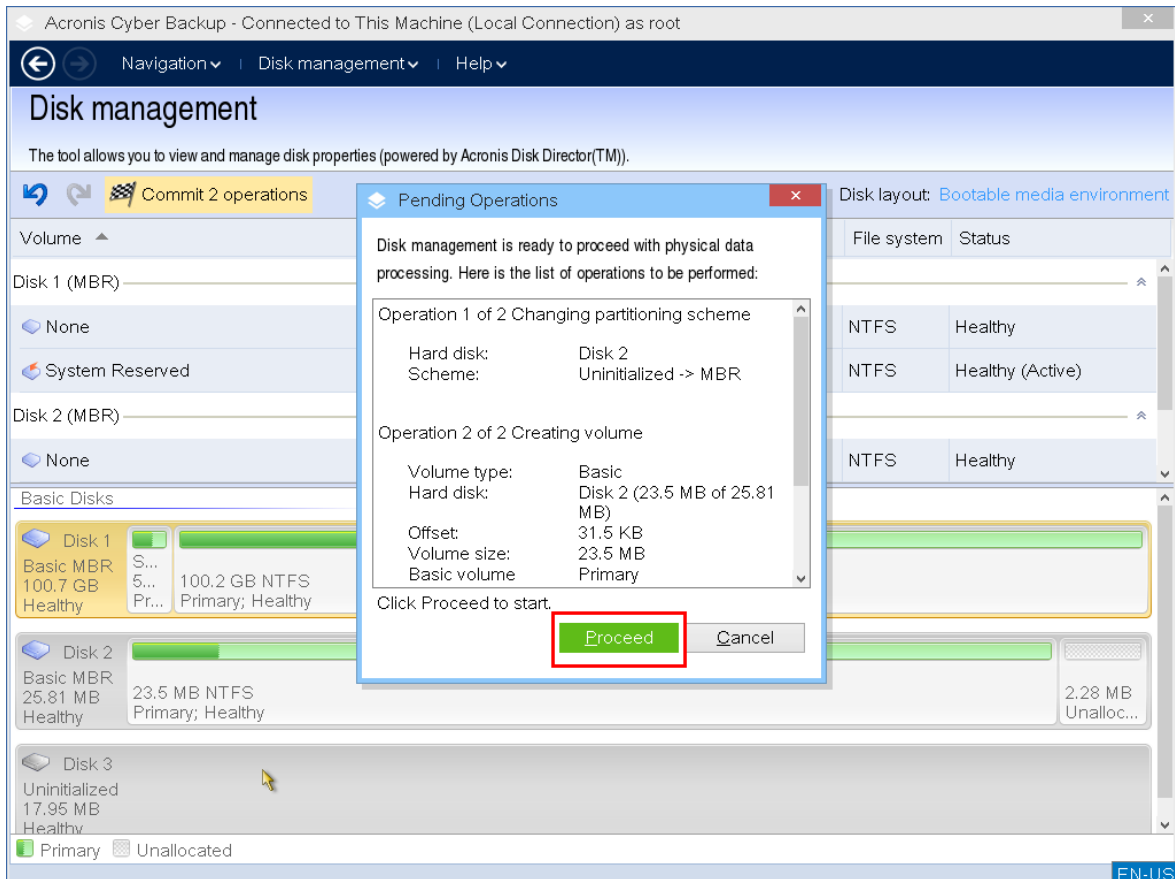 Acronis Cyber Backup - Connected to This Machine (Local Connection) as root
Navigation Disk management Help
Disk management
The tool allows you to view and manage disk properties (powered by Acronis Disk Director(TM)).
Commit 2 operations
Disk layout: Bootable media environment
Volume File system Status
Disk 1 (MBR)
None NTFS Healthy
System Reserved NTFS Healthy (Active)
Disk 2 (MBR)
None NTFS Healthy
Pending Operations
Disk management is ready to proceed with physical data
processing. Here is the list of operations to be performed:
Operation 1 of 2 Changing partitioning scheme
Hard disk: Disk 2
Scheme: Uninitialized -> MBR
Operation 2 of 2 Creating volume
Volume type: Basic
Hard disk: Disk 2 (23.5 MB of 25.81
MB)
Offset: 31.5 KB
Volume size: 23.5 MB
Basic volume Primary
Click Proceed to start.
Proceed Cancel
Basic Disks
Disk 1
Basic MBR
100.7 GB
Healthy
S...
5...
Pr...
100.2 GB NTFS
Primary; Healthy
Disk 2
Basic MBR
25.81 MB
Healthy
23.5 MB NTFS
Primary; Healthy
2.28 MB
Unalloc...
Disk 3
Uninitialized
17.95 MB
Healthy
Primary Unallocated
EN-US